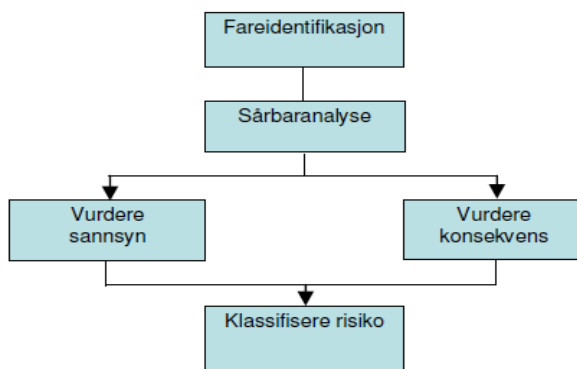 Fareidentifikasjon
Sårbaranalyse
Vurdere
sannsyn
Vurdere
konsekvens
Klassifisere risiko